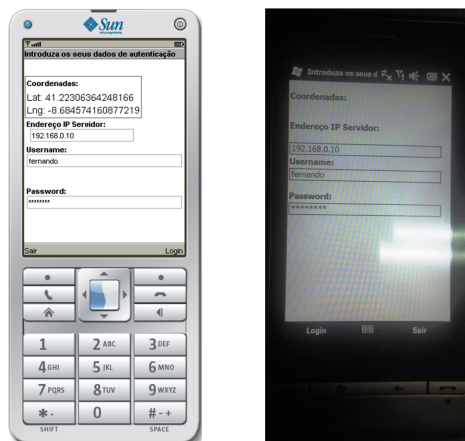 Sun
Introduza os seus dados de autenticação
Coordenadas:
Lat: 41.22306364248166
Lng: -8.684574160877219
Endereço IP Servidor:
192.168.0.10
Username:
fernando
Password:
********
Sair Login
1 2 ABC 3 DEF
4 GHI 5 JKL 6 MNO
7 PQRS 8 TUV 9 WXYZ
* . 0 # - +
SHIFT SPACE
Introduza os seus d
Coordenadas:
Endereço IP Servidor:
192.168.0.10
Username:
fernando
Password:
********
Login Sair